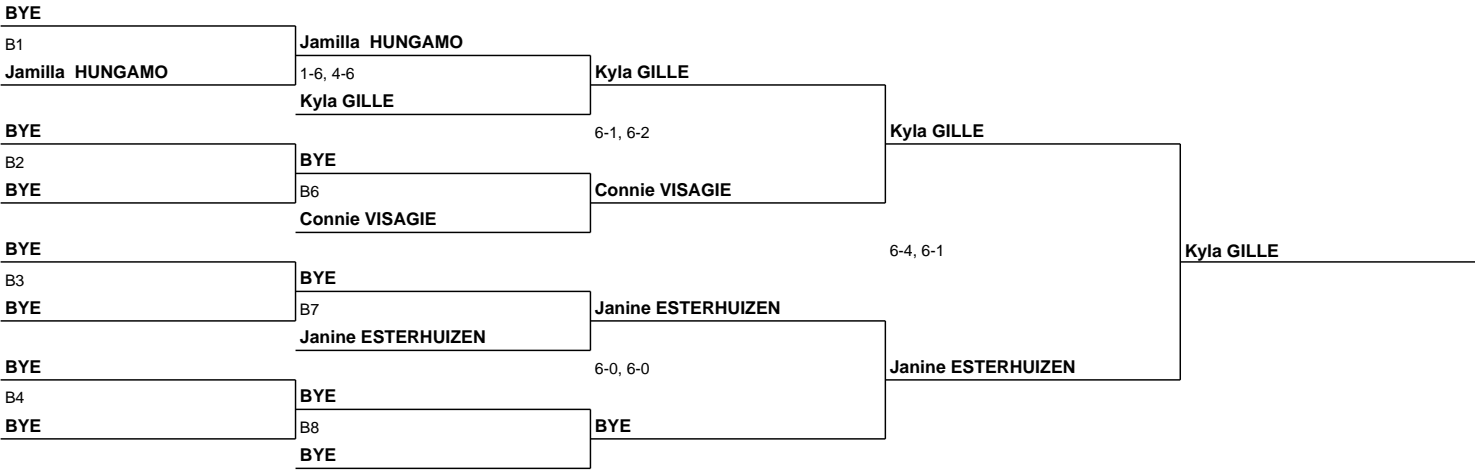 BYE
B1
Jamilla HUNGAMO
Jamilla HUNGAMO
1-6, 4-6
Kyla GILLE
Kyla GILLE
BYE
6-1, 6-2
Kyla GILLE
B2
BYE
BYE
B6
Connie VISAGIE
Connie VISAGIE
BYE
6-4, 6-1
Kyla GILLE
B3
BYE
BYE
B7
Janine ESTERHUIZEN
Janine ESTERHUIZEN
BYE
6-0, 6-0
Janine ESTERHUIZEN
B4
BYE
BYE
B8
BYE
BYE